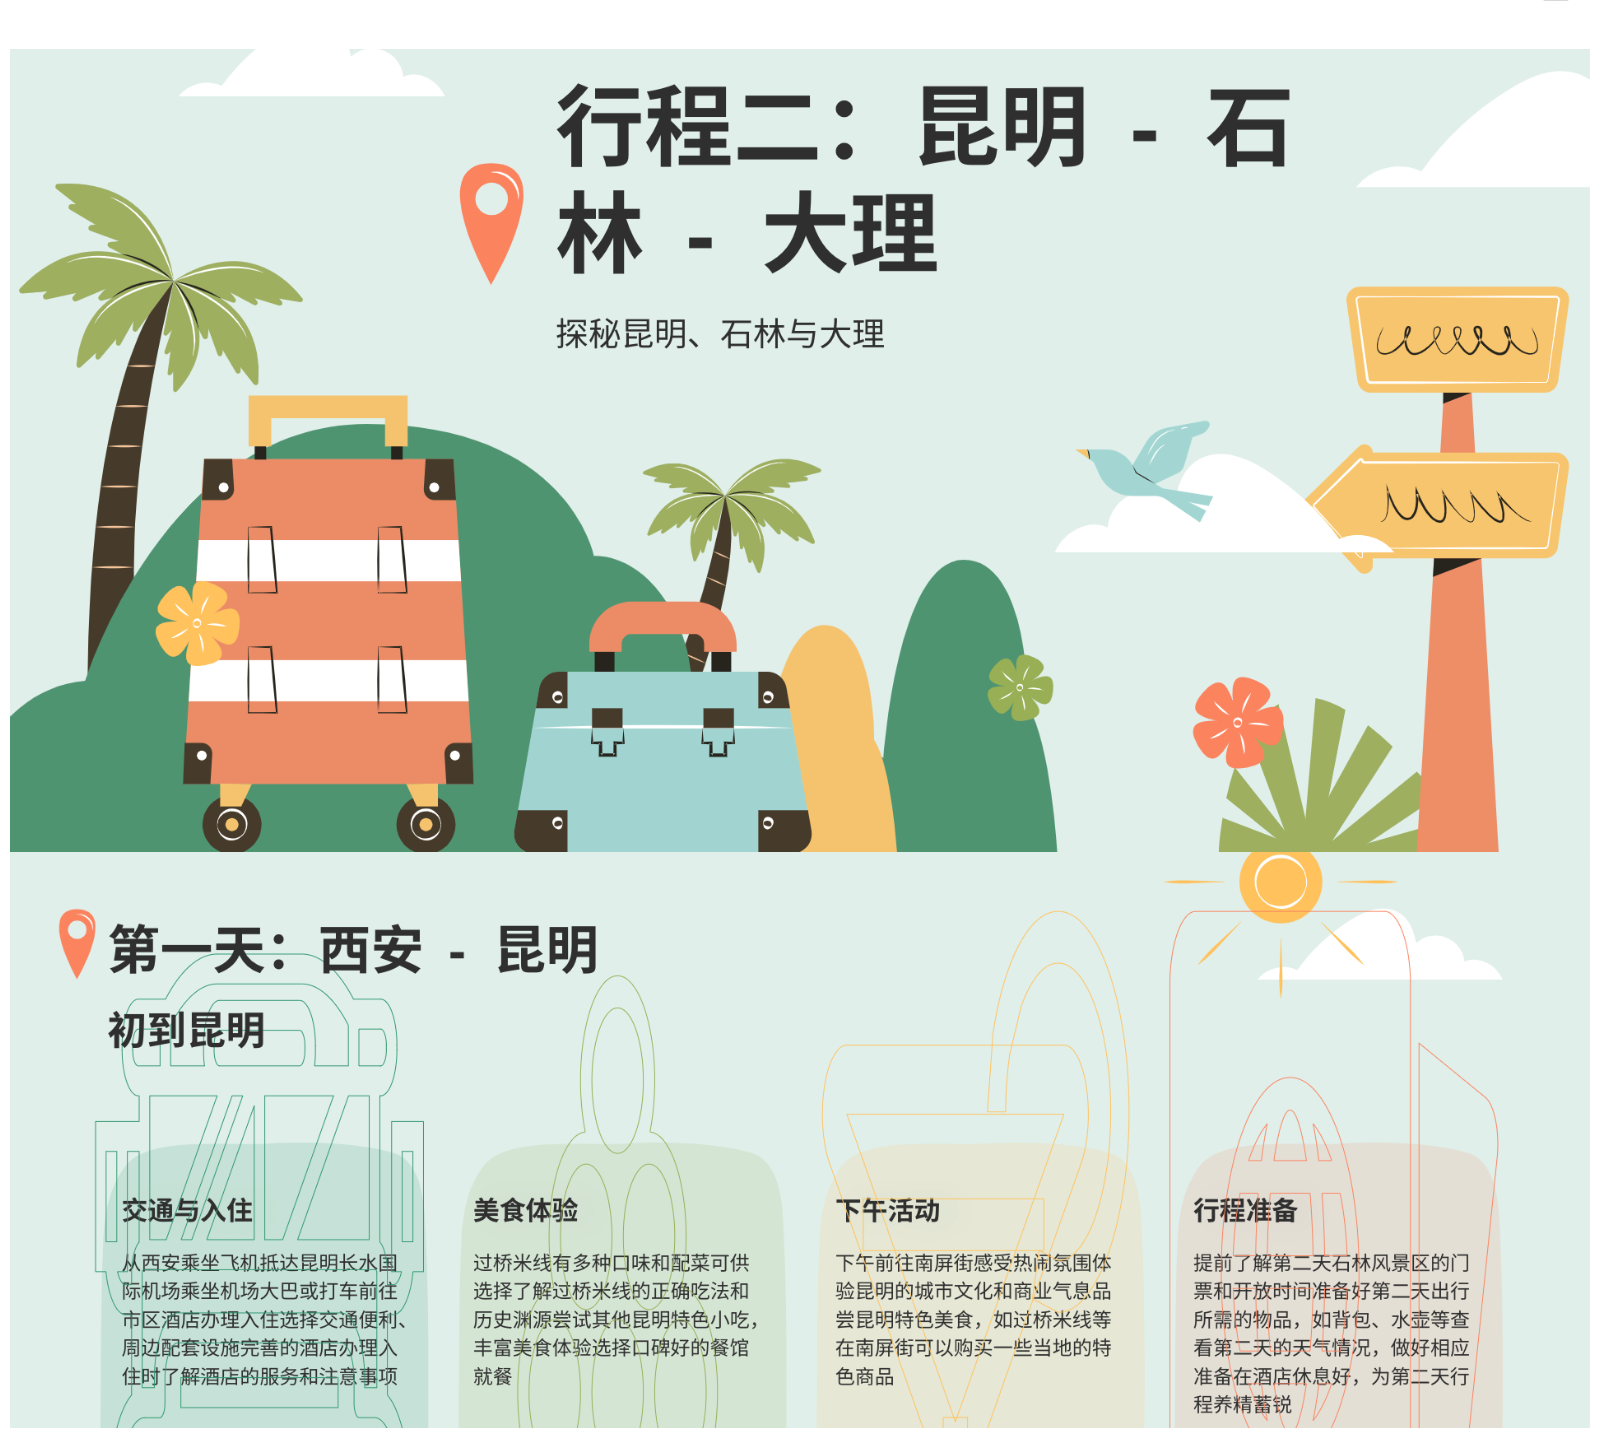 行程二：昆明 - 石
林 - 大理
探秘昆明、石林与大理
第一天：西安 - 昆明
初到昆明
交通与入住
从西安乘坐飞机抵达昆明长水国
际机场乘坐机场大巴或打车前往
市区酒店办理入住选择交通便利、
周边配套设施完善的酒店办理入
住时了解酒店的服务和注意事项
美食体验
过桥米线有多种口味和配菜可供
选择了解过桥米线的正确吃法和
历史渊源尝试其他昆明特色小吃，
丰富美食体验选择口碑好的餐馆
就餐
下午活动
下午前往南屏街感受热闹氛围体
验昆明的城市文化和商业气息品
尝昆明特色美食，如过桥米线等
在南屏街可以购买一些当地的特
色商品
行程准备
提前了解第二天石林风景区的门
票和开放时间准备好第二天出行
所需的物品，如背包、水壶等查
看第二天的天气情况，做好相应
准备在酒店休息好，为第二天行
程养精蓄锐